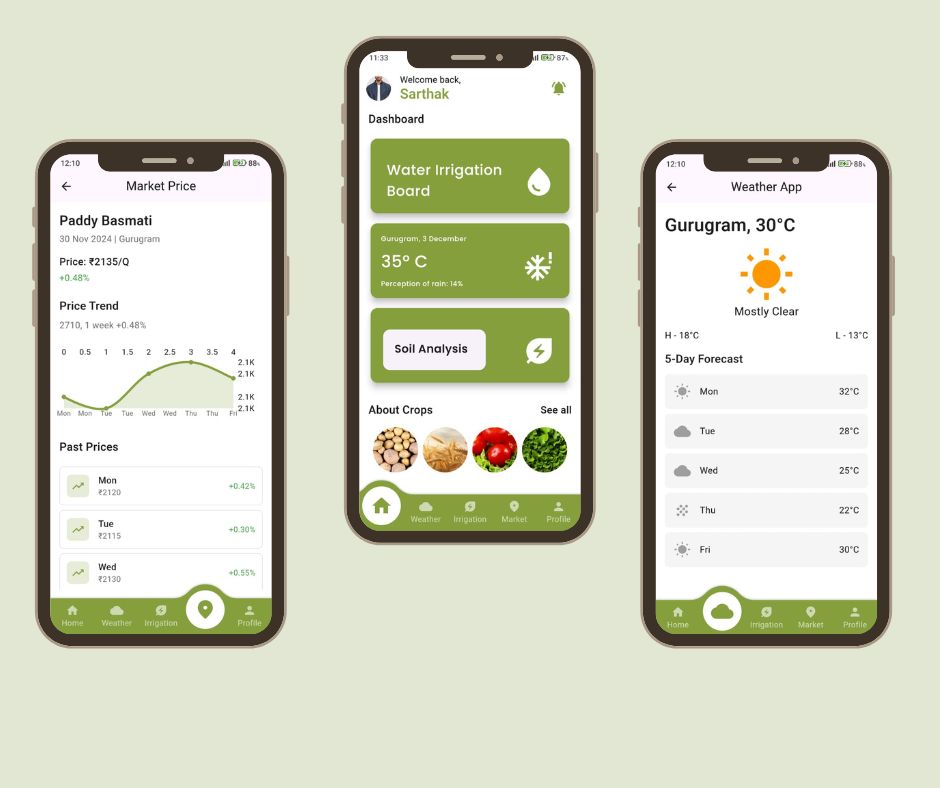 12:10
88%
Market Price
Paddy Basmati
30 Nov 2024 | Gurugram
Price: ₹2135/Q
+0.48%
Price Trend
2710, 1 week +0.48%
0 0.5 1 1.5 2 2.5 3 3.5 4
2.1K
2.1K
2.1K
2.1K
Mon Mon Tue Tue Wed Wed Thu Thu Fri
Past Prices
Mon
₹2120
+0.42%
Tue
₹2115
+0.30%
Wed
₹2130
+0.55%
Home Weather Irrigation Profile
11:33
87%
Welcome back,
Sarthak
Dashboard
Water Irrigation
Board
Gurugram, 3 December
35° C
Perception of rain: 14%
Soil Analysis
About Crops See all
Weather Irrigation Market Profile
12:10
88%
Weather App
Gurugram, 30°C
Mostly Clear
H - 18°C L - 13°C
5-Day Forecast
Mon 32°C
Tue 28°C
Wed 25°C
Thu 22°C
Fri 30°C
Home Irrigation Market Profile